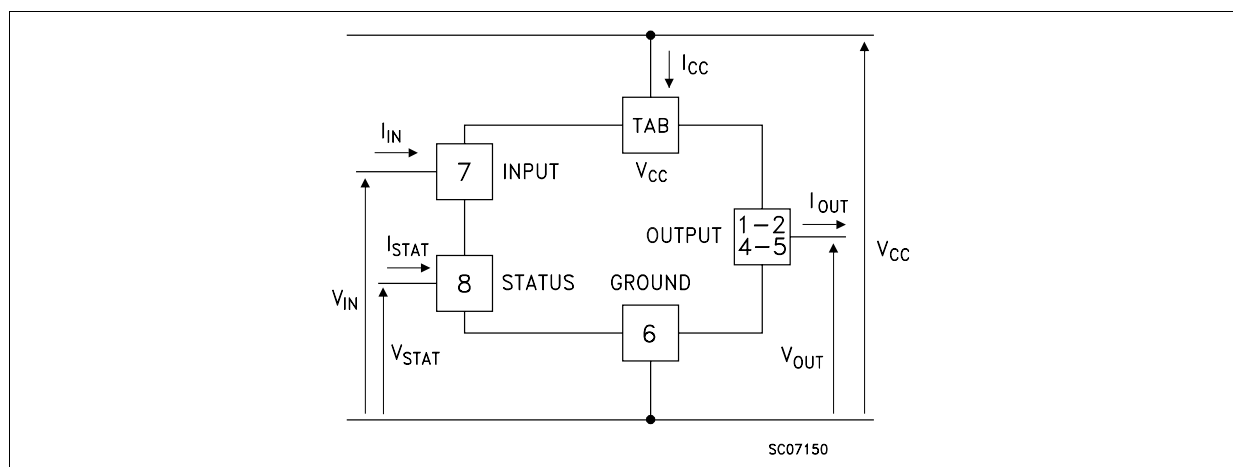 I_CC
I_IN
TAB
7
INPUT
V_CC
I_OUT
1-2
4-5
OUTPUT
V_CC
I_STAT
8
STATUS
GROUND
V_IN
6
V_STAT
V_OUT
SC07150